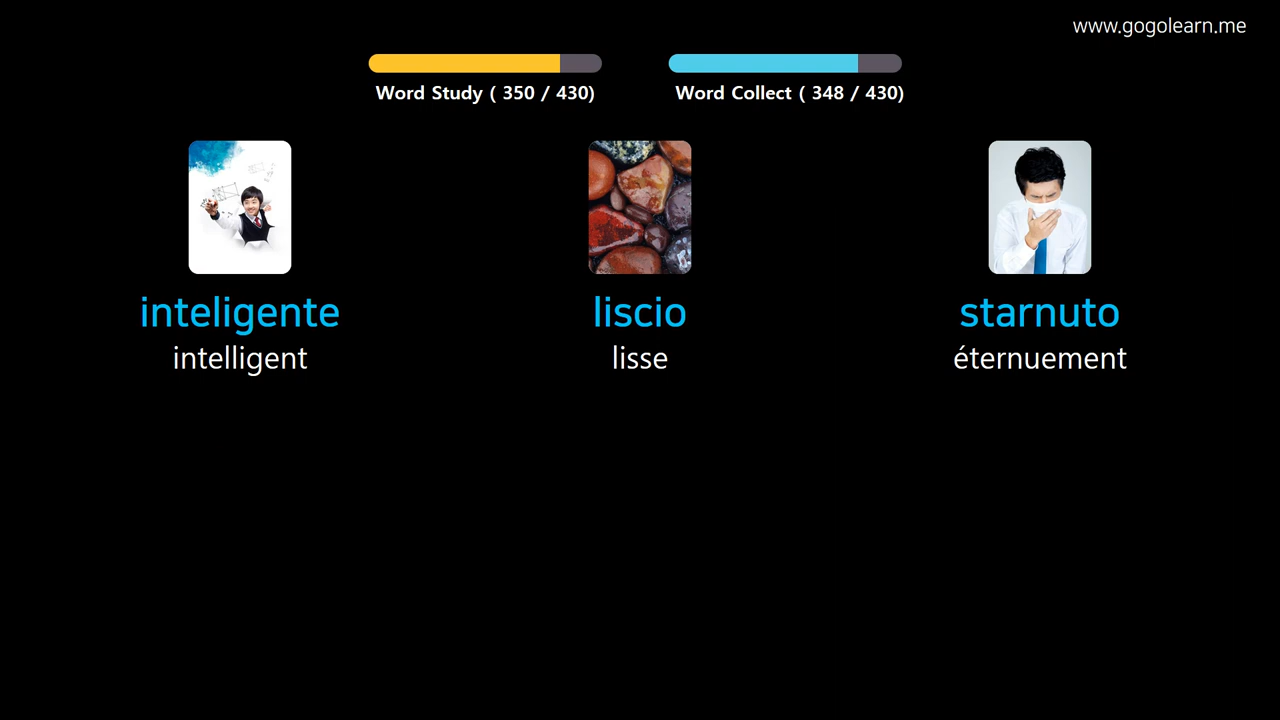 www.gogolearn.me
Word Study ( 350 / 430)
Word Collect ( 348 / 430)
inteligente
intelligent
liscio
lisse
starnuto
éternuement